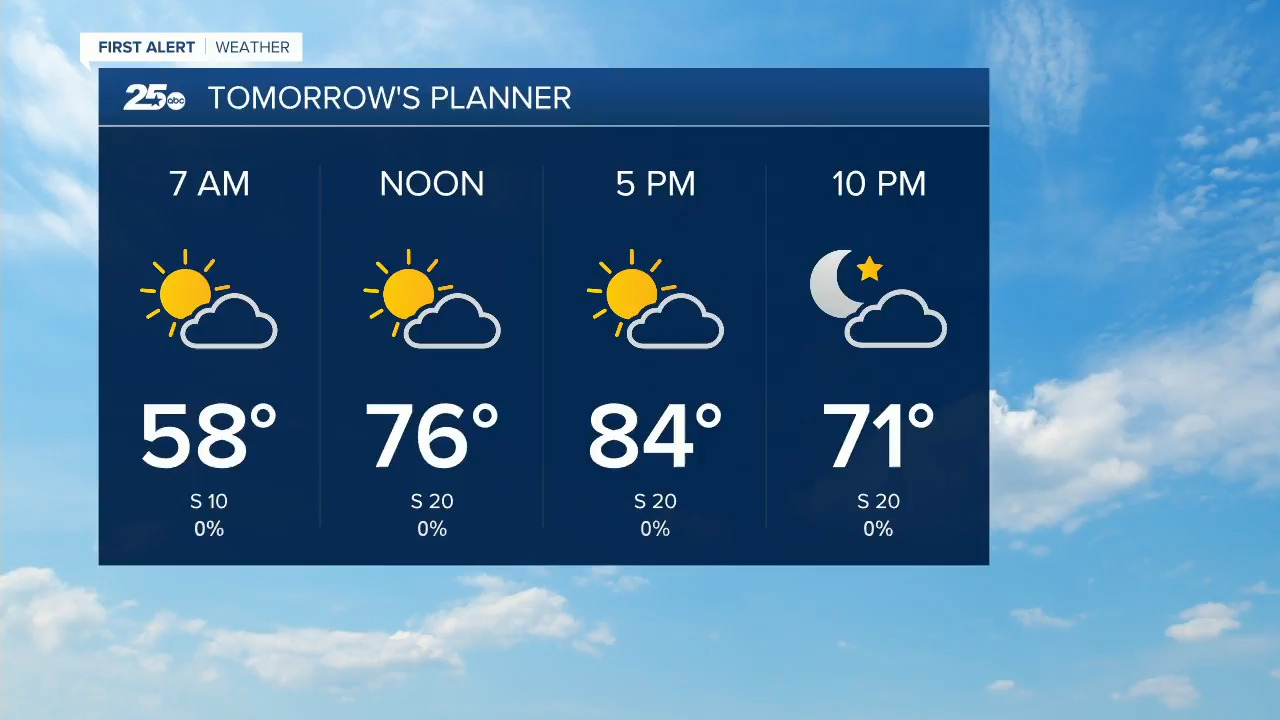 FIRST ALERT | WEATHER
25 abc TOMORROW'S PLANNER
7 AM NOON 5 PM 10 PM
58° 76° 84° 71°
S 10 S 20 S 20 S 20
0% 0% 0% 0%